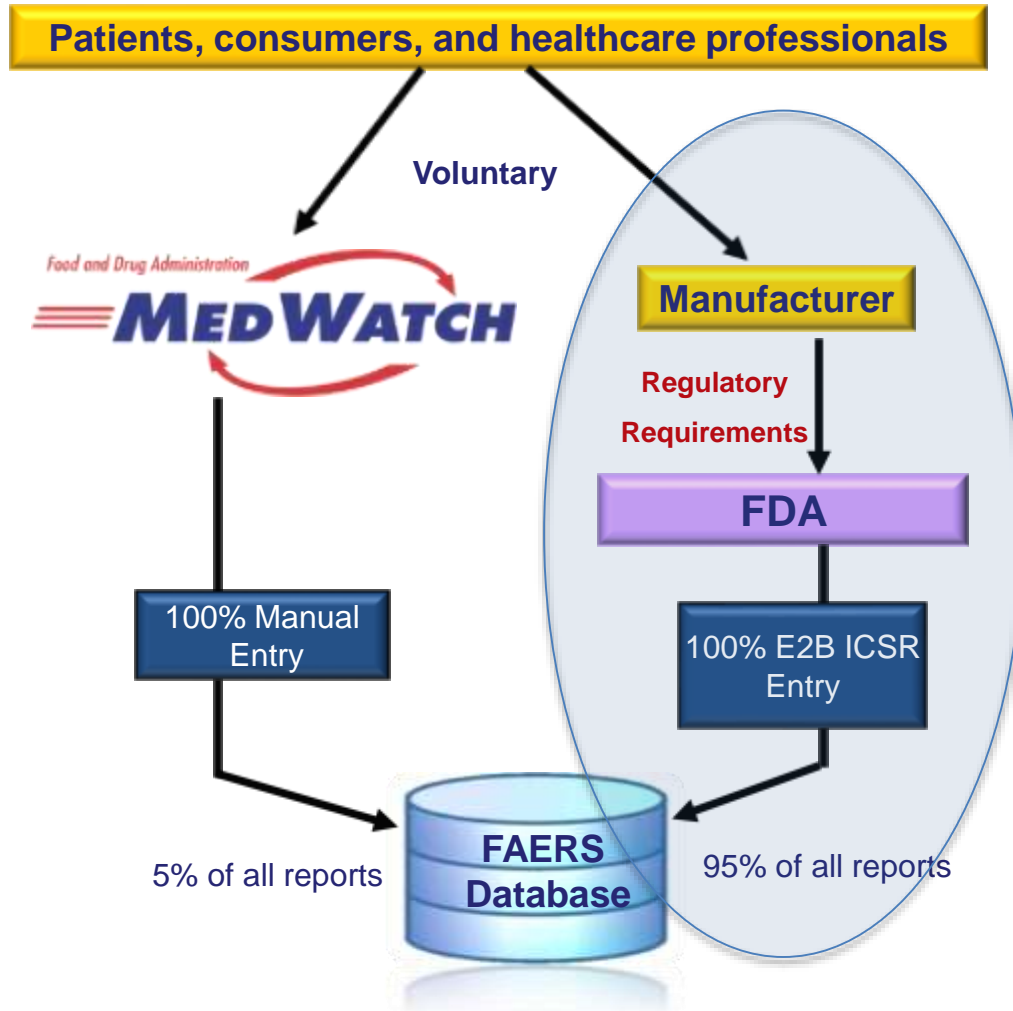 Patients, consumers, and healthcare professionals
Voluntary
Food and Drug Administration
MEDWATCH
Manufacturer
Regulatory
Requirements
FDA
100% Manual
Entry
100% E2B ICSR
Entry
FAERS
Database
5% of all reports
95% of all reports